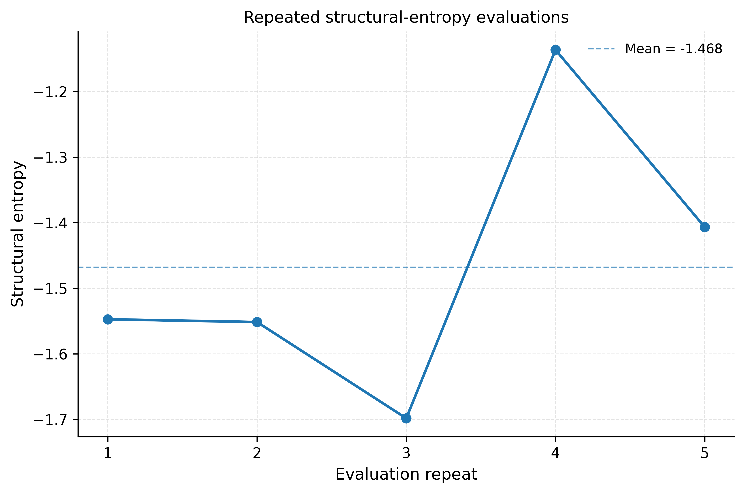 Repeated structural-entropy evaluations
Mean = -1.468
Structural entropy
−1.2
−1.3
−1.4
−1.5
−1.6
−1.7
1 2 3 4 5
Evaluation repeat